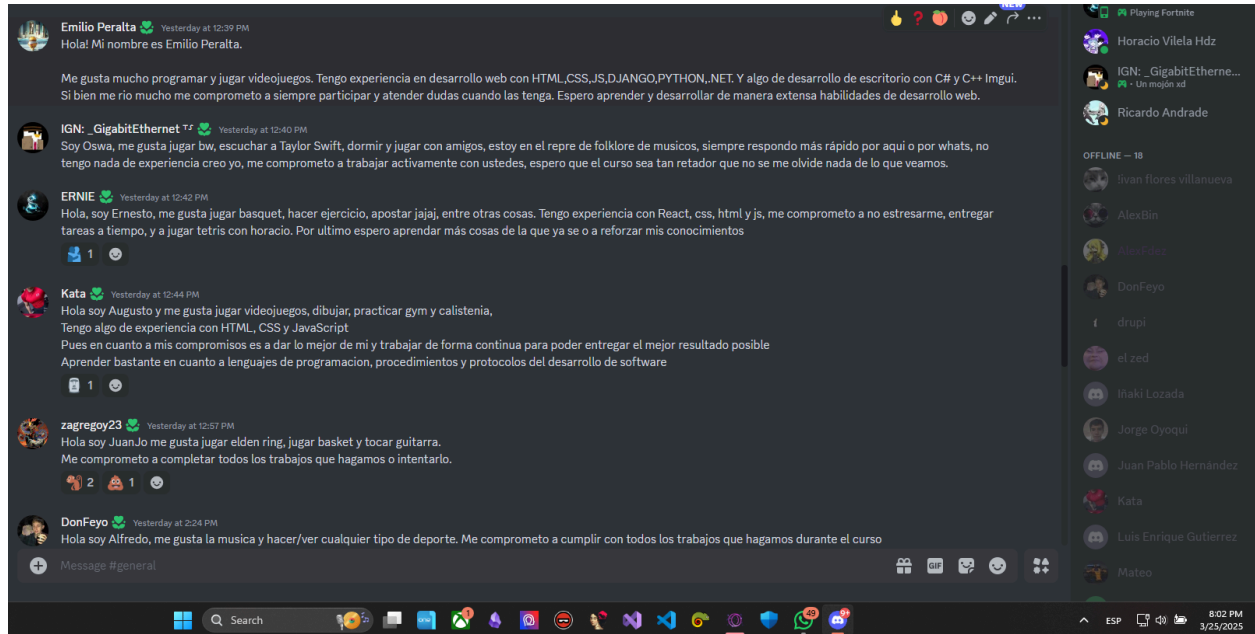 NEW
Emilio Peralta Yesterday at 12:39 PM
Hola! Mi nombre es Emilio Peralta.
Me gusta mucho programar y jugar videojuegos. Tengo experiencia en desarrollo web con HTML,CSS,JS,DJANGO,PYTHON,.NET. Y algo de desarrollo de escritorio con C# y C++ Imgui.
Si bien me rio mucho me comprometo a siempre participar y atender dudas cuando las tenga. Espero aprender y desarrollar de manera extensa habilidades de desarrollo web.
IGN: _GigabitEthernet Yesterday at 12:40 PM
Soy Oswa, me gusta jugar bw, escuchar a Taylor Swift, dormir y jugar con amigos, estoy en el repre de folklore de musicos, siempre respondo más rápido por aqui o por whats, no
tengo nada de experiencia creo yo, me comprometo a trabajar activamente con ustedes, espero que el curso sea tan retador que no se me olvide nada de lo que veamos.
ERNIE Yesterday at 12:42 PM
Hola, soy Ernesto, me gusta jugar basquet, hacer ejercicio, apostar jajaj, entre otras cosas. Tengo experiencia con React, css, html y js, me comprometo a no estresarme, entregar
tareas a tiempo, y a jugar tetris con horacio. Por ultimo espero aprendar más cosas de la que ya se o a reforzar mis conocimientos
1
Kata Yesterday at 12:44 PM
Hola soy Augusto y me gusta jugar videojuegos, dibujar, practicar gym y calistenia,
Tengo algo de experiencia con HTML, CSS y JavaScript
Pues en cuanto a mis compromisos es a dar lo mejor de mi y trabajar de forma continua para poder entregar el mejor resultado posible
Aprender bastante en cuanto a lenguajes de programacion, procedimientos y protocolos del desarrollo de software
1
zagregoy23 Yesterday at 12:57 PM
Hola soy JuanJo me gusta jugar elden ring, jugar basket y tocar guitarra.
Me comprometo a completar todos los trabajos que hagamos o intentarlo.
2 1
DonFeyo Yesterday at 2:24 PM
Hola soy Alfredo, me gusta la musica y hacer/ver cualquier tipo de deporte. Me comprometo a cumplir con todos los trabajos que hagamos durante el curso
Message #general
GIF
Playing Fortnite
Horacio Vilela Hdz
IGN: _GigabitEtherne...
• Un mojón xd
Ricardo Andrade
OFFLINE — 18
!ivan flores villanueva
AlexBin
AlexFdez
DonFeyo
drupi
el zed
Iñaki Lozada
Jorge Oyoqui
Juan Pablo Hernández
Kata
Luis Enrique Gutierrez
Mateo
Search
1
49
9+
ESP
8:02 PM
3/25/2025